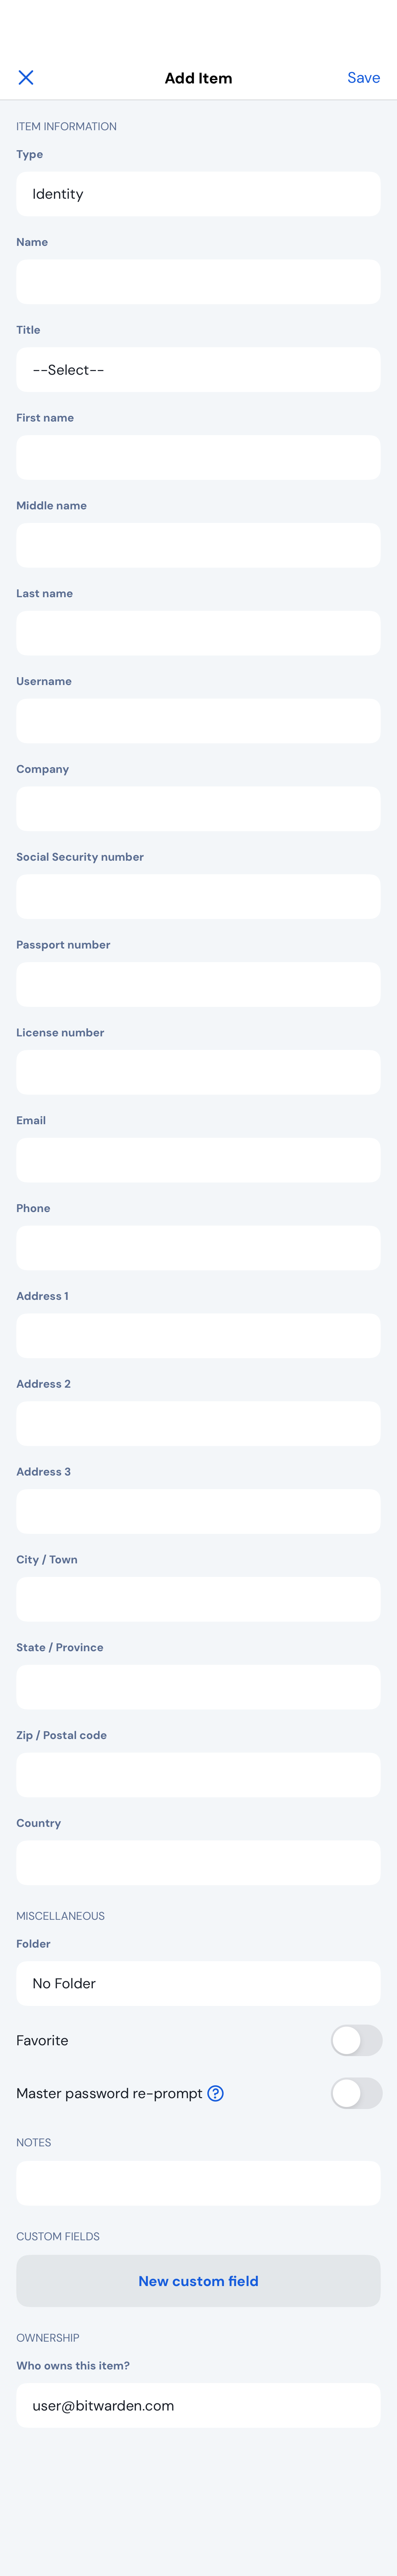 Add Item
Save
ITEM INFORMATION
Type
Identity
Name
Title
--Select--
First name
Middle name
Last name
Username
Company
Social Security number
Passport number
License number
Email
Phone
Address 1
Address 2
Address 3
City / Town
State / Province
Zip / Postal code
Country
MISCELLANEOUS
Folder
No Folder
Favorite
Master password re-prompt ?
NOTES
CUSTOM FIELDS
New custom field
OWNERSHIP
Who owns this item?
user@bitwarden.com